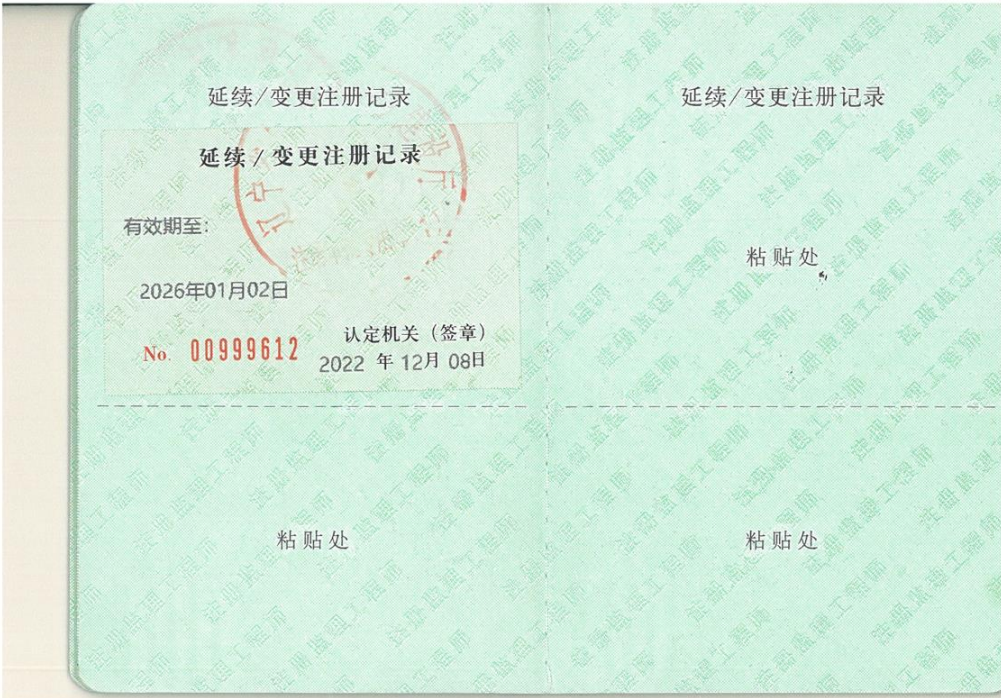 延续/变更注册记录
延续/变更注册记录
有效期至:
2026年01月02日
No. 00999612
认定机关（签章）
2022 年 12月 08日
粘贴处
延续/变更注册记录
粘贴处
粘贴处